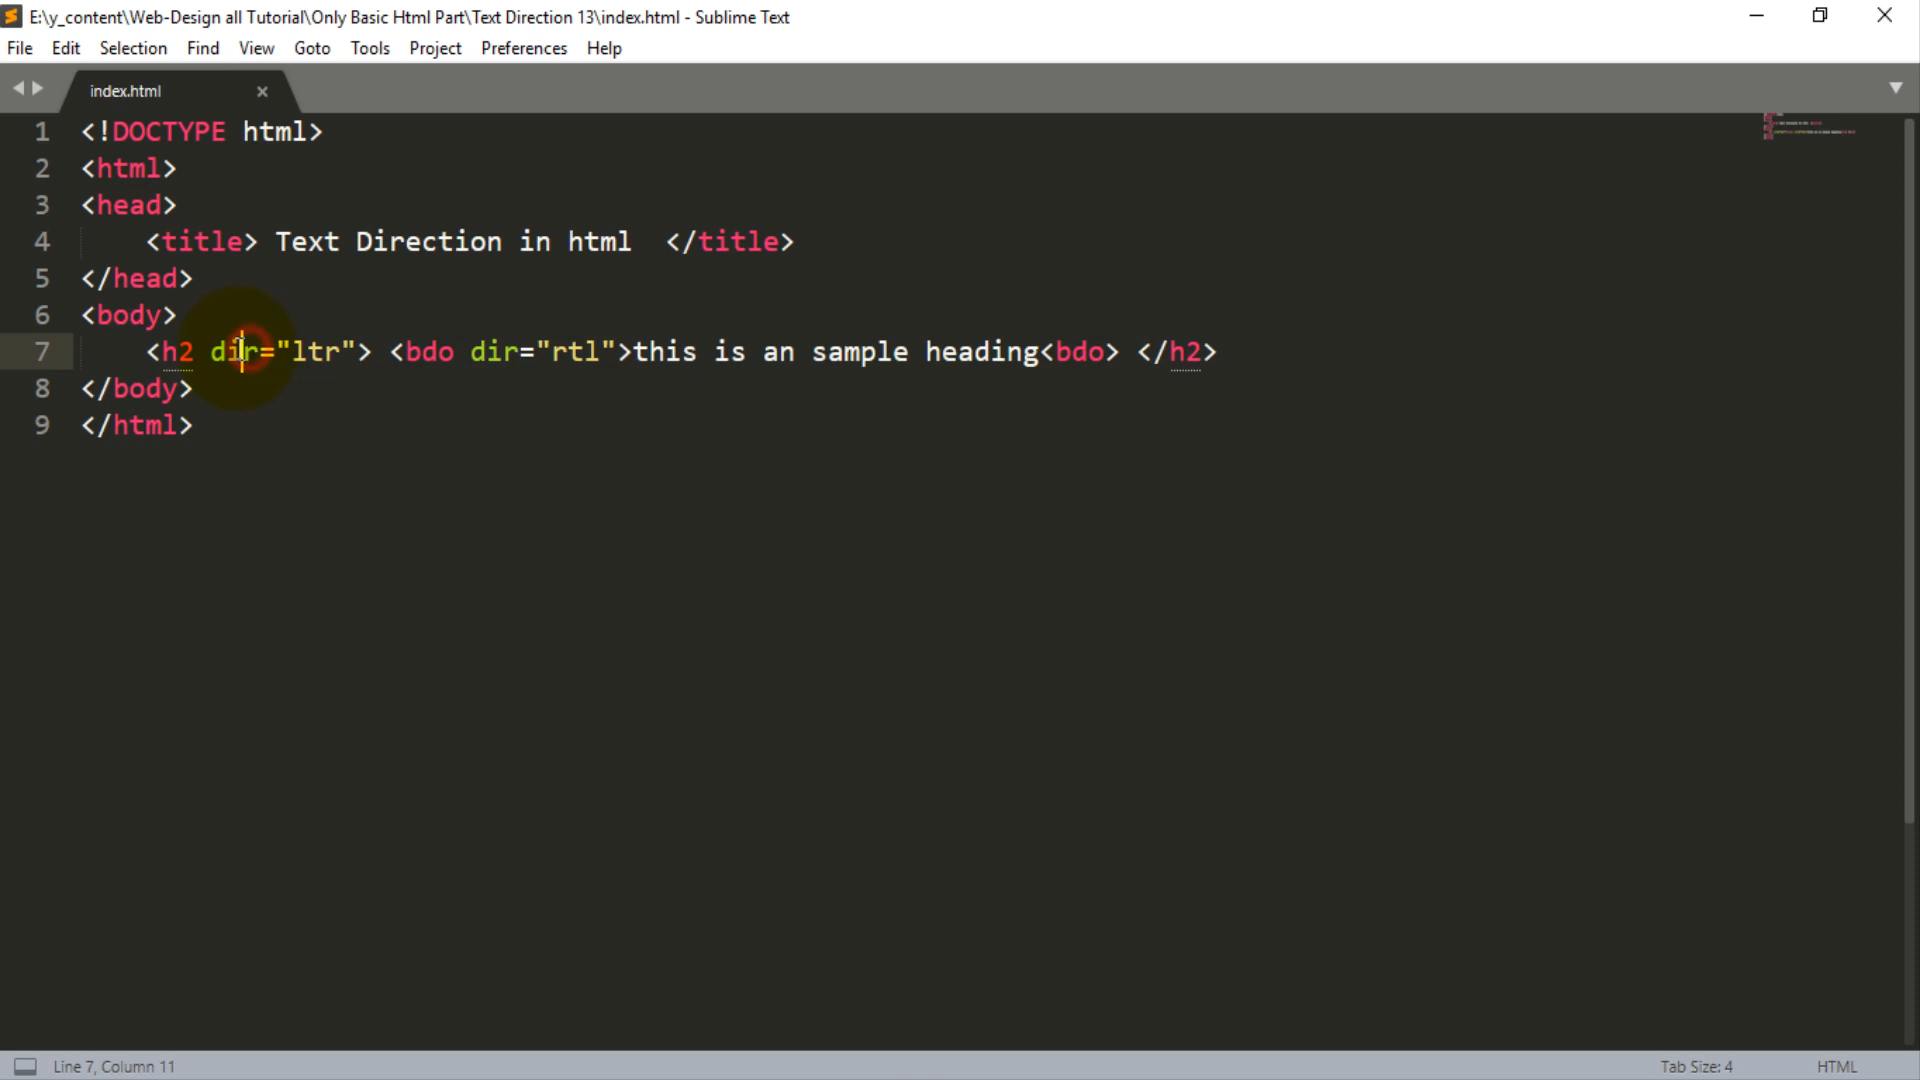 E:\y_content\Web-Design all Tutorial\Only Basic Html Part\Text Direction 13\index.html - Sublime Text
File Edit Selection Find View Goto Tools Project Preferences Help
index.html
1 <!DOCTYPE html>
2 <html>
3 <head>
4 <title> Text Direction in html  </title>
5 </head>
6 <body>
7 <h2 dir="ltr"> <bdo dir="rtl">this is an sample heading<bdo> </h2>
8 </body>
9 </html>
Line 7, Column 11 Tab Size: 4 HTML